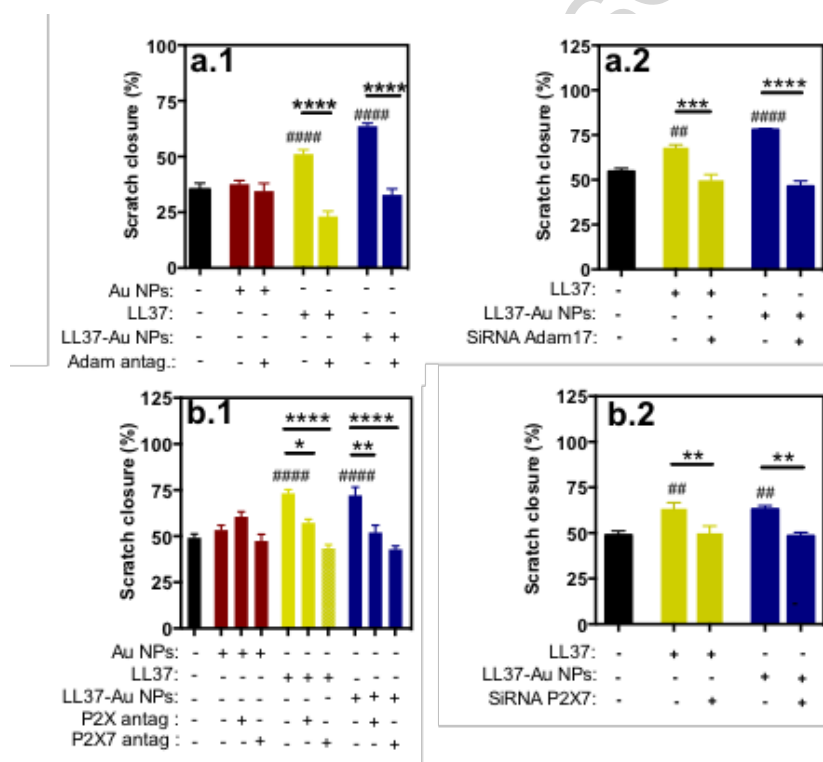 a.1
Scratch closure (%)
100
75
50
25
0
####
****
####
****
Au NPs: - + + - - - -
LL37: - - - + + - -
LL37-Au NPs: - - - - - + +
Adam antag.: - - + - + - +
a.2
Scratch closure (%)
125
100
75
50
25
0
##
***
####
****
LL37: - + + - -
LL37-Au NPs: - - - + +
SiRNA Adam17: - - + - +
b.1
Scratch closure (%)
125
100
75
50
25
0
####
*
****
####
**
****
Au NPs: - + + + - - - - - -
LL37: - - - - + + + - - -
LL37-Au NPs: - - - - - - - + + +
P2X antag : - - + - - + - - + -
P2X7 antag : - - - + - - + - - +
b.2
Scratch closure (%)
125
100
75
50
25
0
##
**
##
**
LL37: - + + - -
LL37-Au NPs: - - - + +
SiRNA P2X7: - - + - +